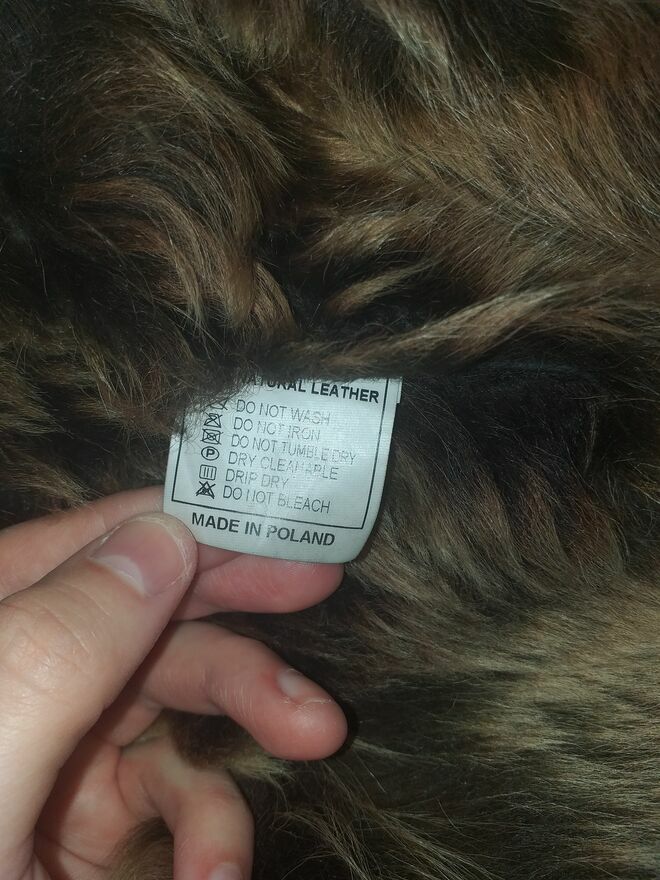 NATURAL LEATHER
DO NOT WASH
DO NOT IRON
DO NOT TUMBLE DRY
P DRY CLEANABLE
DRIP DRY
DO NOT BLEACH
MADE IN POLAND